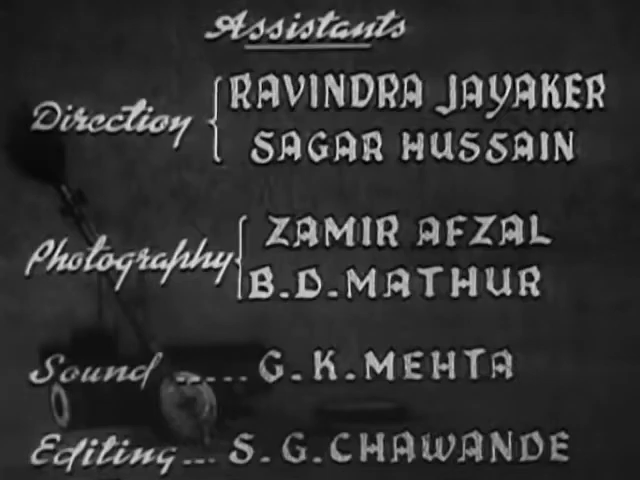 Assistants
Direction { RAVINDRA JAYAKER
SAGAR HUSSAIN
Photography { ZAMIR AFZAL
B.D.MATHUR
Sound ..... G.K.MEHTA
Editing... S.G.CHAWANDE